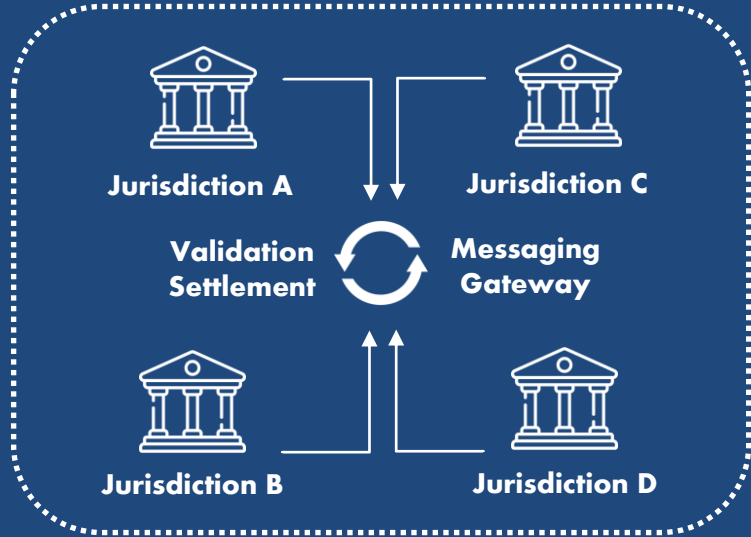 Jurisdiction A
Jurisdiction C
Validation
Settlement
Messaging
Gateway
Jurisdiction B
Jurisdiction D